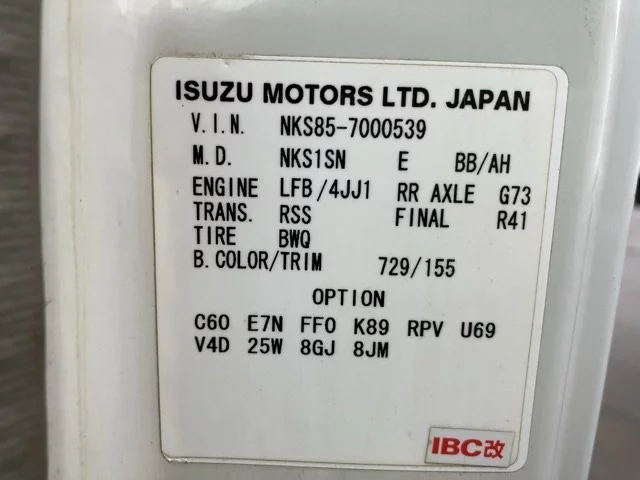 ISUZU MOTORS LTD. JAPAN
V.I.N. NKS85-7000539
M.D. NKS1SN E BB/AH
ENGINE LFB/4JJ1 RR AXLE G73
TRANS. RSS FINAL R41
TIRE BWQ
B.COLOR/TRIM 729/155
OPTION
C60 E7N FF0 K89 RPV U69
V4D 25W 8GJ 8JM
IBC改